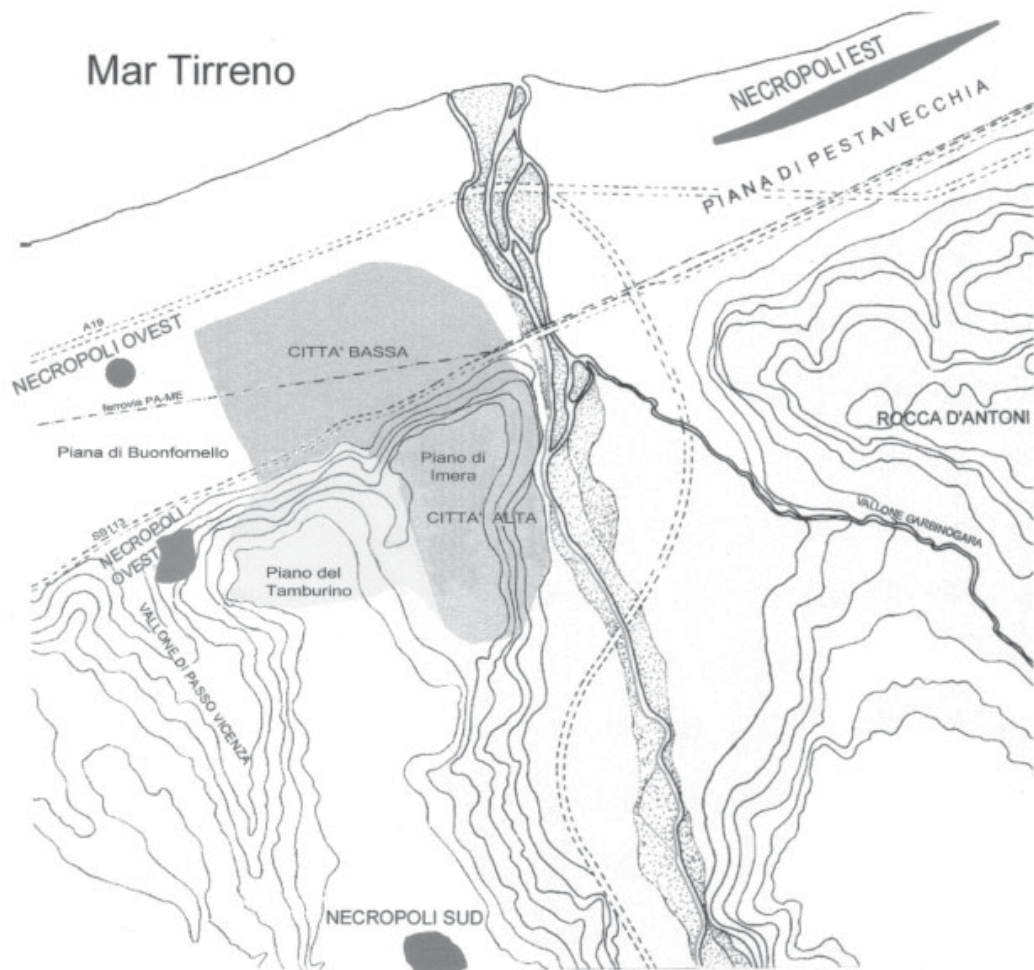 Mar Tirreno
NECROPOLI EST
PIANA DI PESTAVECCHIA
A19
NECROPOLI OVEST
CITTA' BASSA
ferrovia PA-ME
ROCCA D'ANTONI
Piana di Buonfornello
Piano di
Imera
CITTA' ALTA
SS113
NECROPOLI
OVEST
VALLONE GARBINOGARA
Piano del
Tamburino
VALLONE DI PASSO VICENZA
NECROPOLI SUD